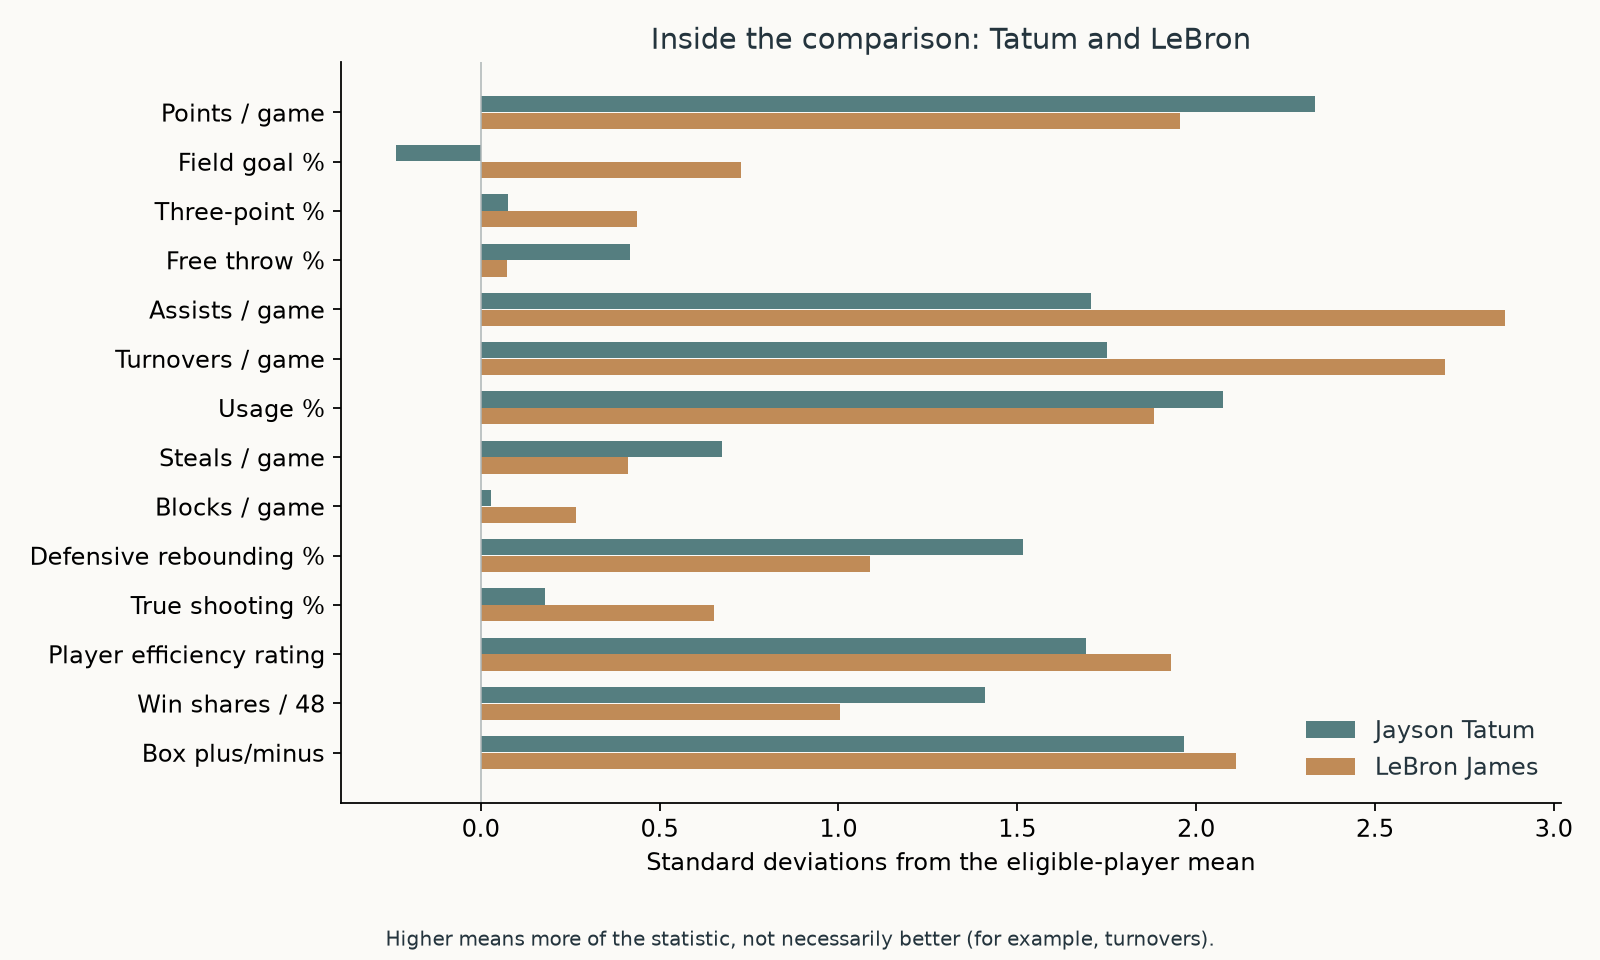 Inside the comparison: Tatum and LeBron
Points / game
Field goal %
Three-point %
Free throw %
Assists / game
Turnovers / game
Usage %
Steals / game
Blocks / game
Defensive rebounding %
True shooting %
Player efficiency rating
Win shares / 48
Box plus/minus
Jayson Tatum
LeBron James
0.0 0.5 1.0 1.5 2.0 2.5 3.0
Standard deviations from the eligible-player mean
Higher means more of the statistic, not necessarily better (for example, turnovers).